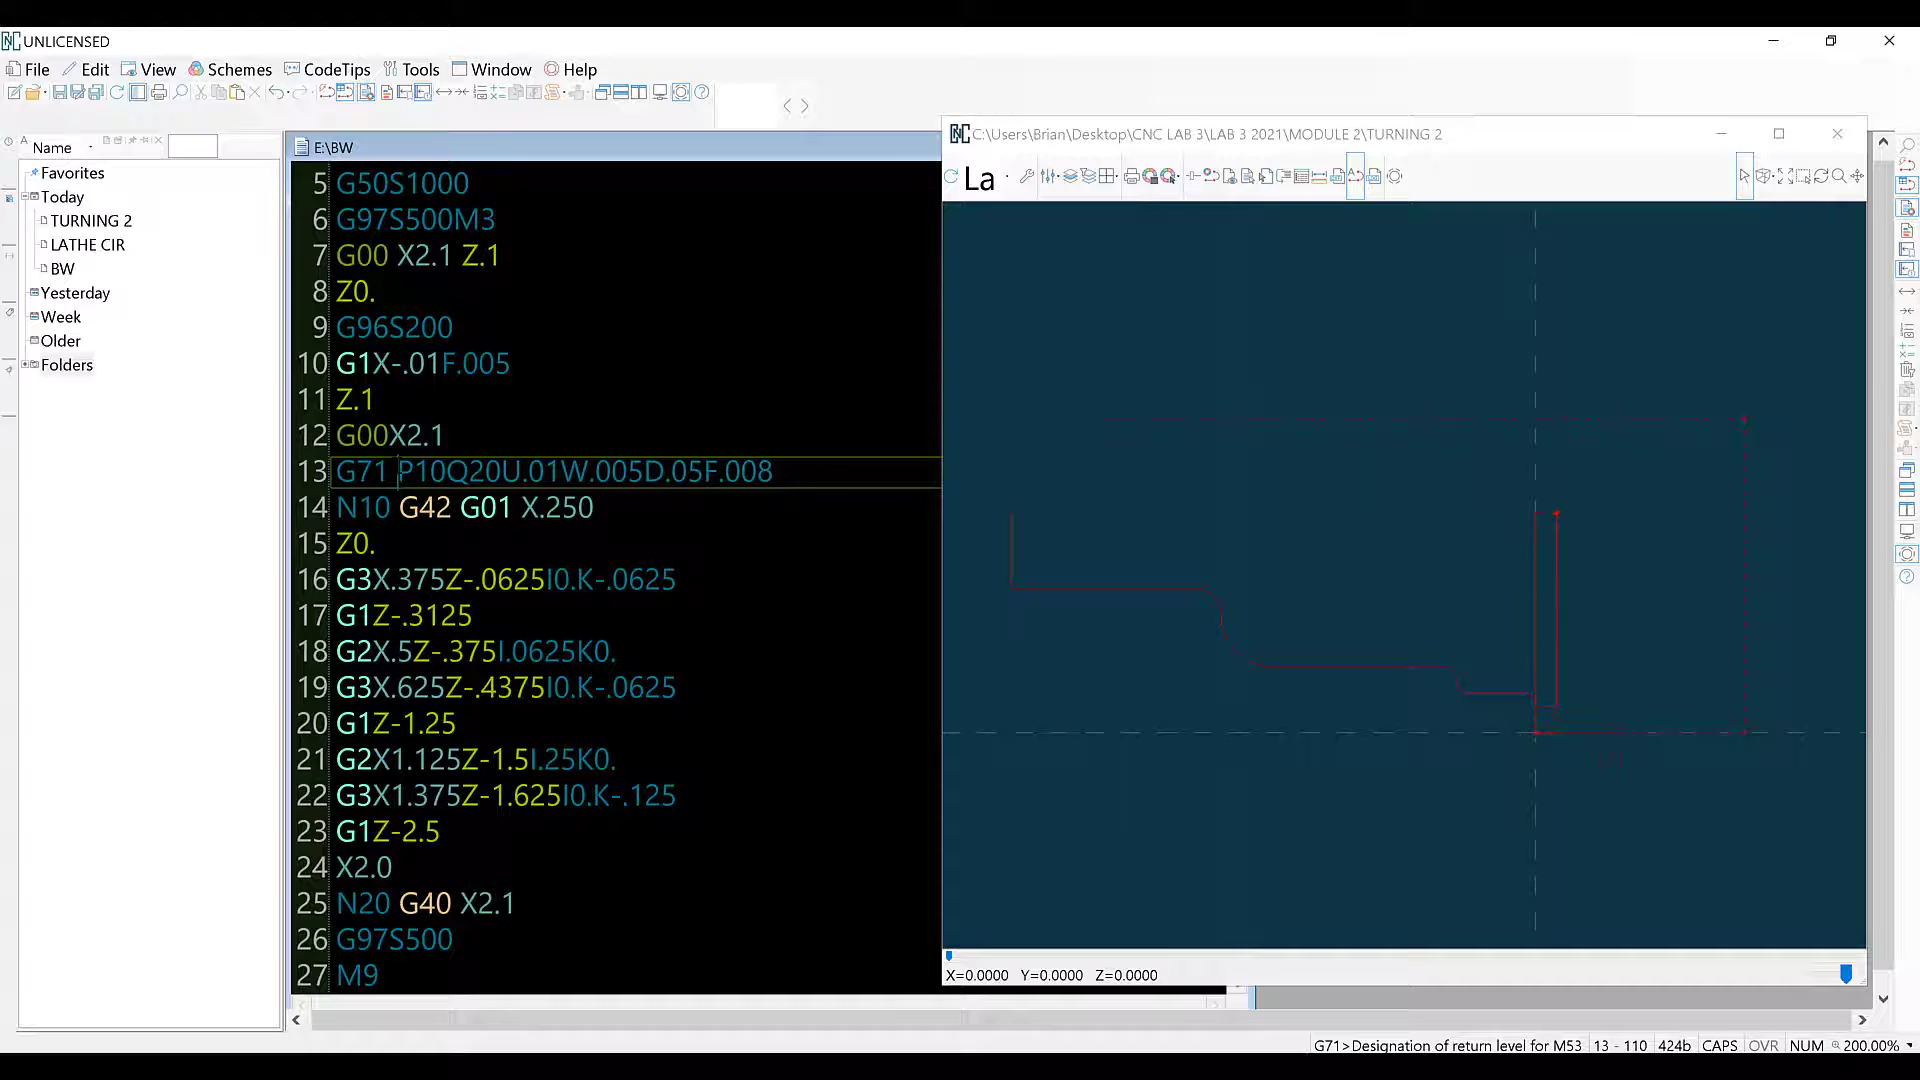 UNLICENSED
File Edit View Schemes CodeTips Tools Window Help
Name
Favorites
Today
TURNING 2
LATHE CIR
BW
Yesterday
Week
Older
Folders
E:\BW
5 G50S1000
6 G97S500M3
7 G00 X2.1 Z.1
8 Z0.
9 G96S200
10 G1X-.01F.005
11 Z.1
12 G00X2.1
13 G71 P10Q20U.01W.005D.05F.008
14 N10 G42 G01 X.250
15 Z0.
16 G3X.375Z-.0625I0.K-.0625
17 G1Z-.3125
18 G2X.5Z-.375I.0625K0.
19 G3X.625Z-.4375I0.K-.0625
20 G1Z-1.25
21 G2X1.125Z-1.5I.25K0.
22 G3X1.375Z-1.625I0.K-.125
23 G1Z-2.5
24 X2.0
25 N20 G40 X2.1
26 G97S500
27 M9
C:\Users\Brian\Desktop\CNC LAB 3\LAB 3 2021\MODULE 2\TURNING 2
La
X=0.0000 Y=0.0000 Z=0.0000
G71>Designation of return level for M53 13 - 110 424b CAPS OVR NUM 200.00%